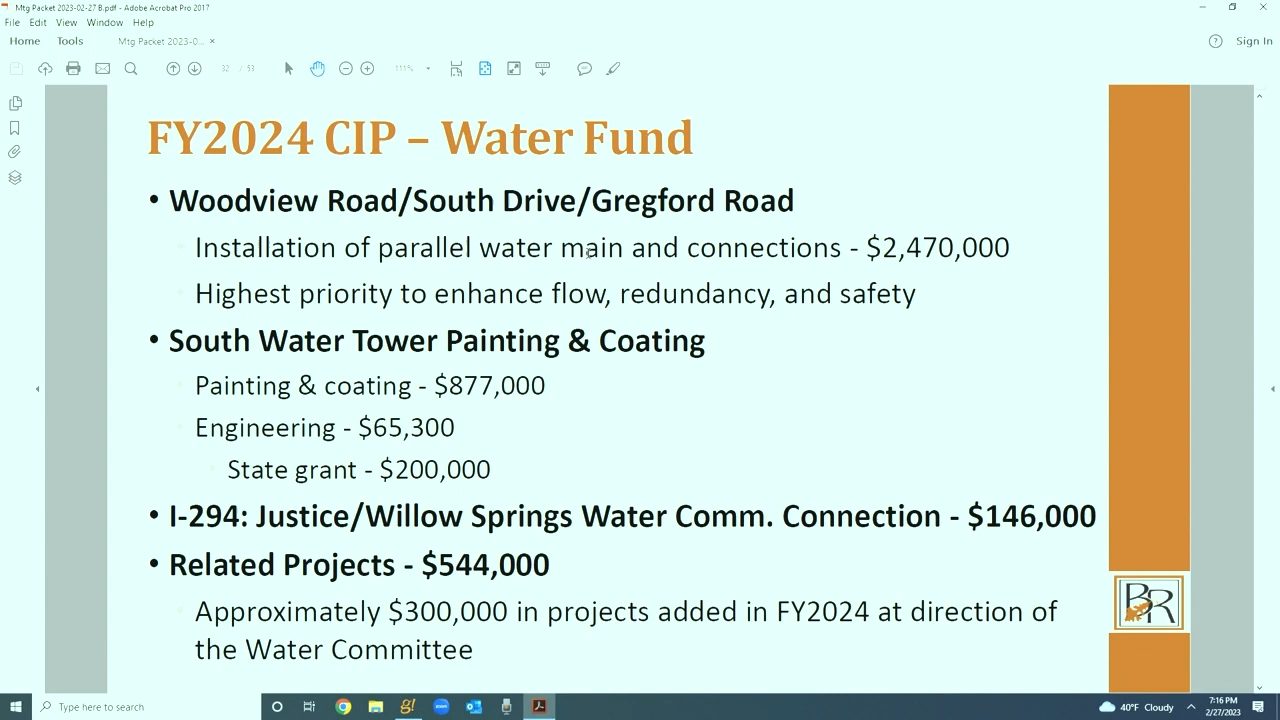 Mtg Packet 2023-02-27 B.pdf - Adobe Acrobat Pro 2017
File Edit View Window Help
Home Tools Mtg Packet 2023-0... ×
Sign In
32 / 93
111%
FY2024 CIP – Water Fund
• Woodview Road/South Drive/Gregford Road
Installation of parallel water main and connections - $2,470,000
Highest priority to enhance flow, redundancy, and safety
• South Water Tower Painting & Coating
Painting & coating - $877,000
Engineering - $65,300
State grant - $200,000
• I-294: Justice/Willow Springs Water Comm. Connection - $146,000
• Related Projects - $544,000
Approximately $300,000 in projects added in FY2024 at direction of
the Water Committee
BR
Type here to search
zoom
40°F Cloudy
7:16 PM
2/27/2023